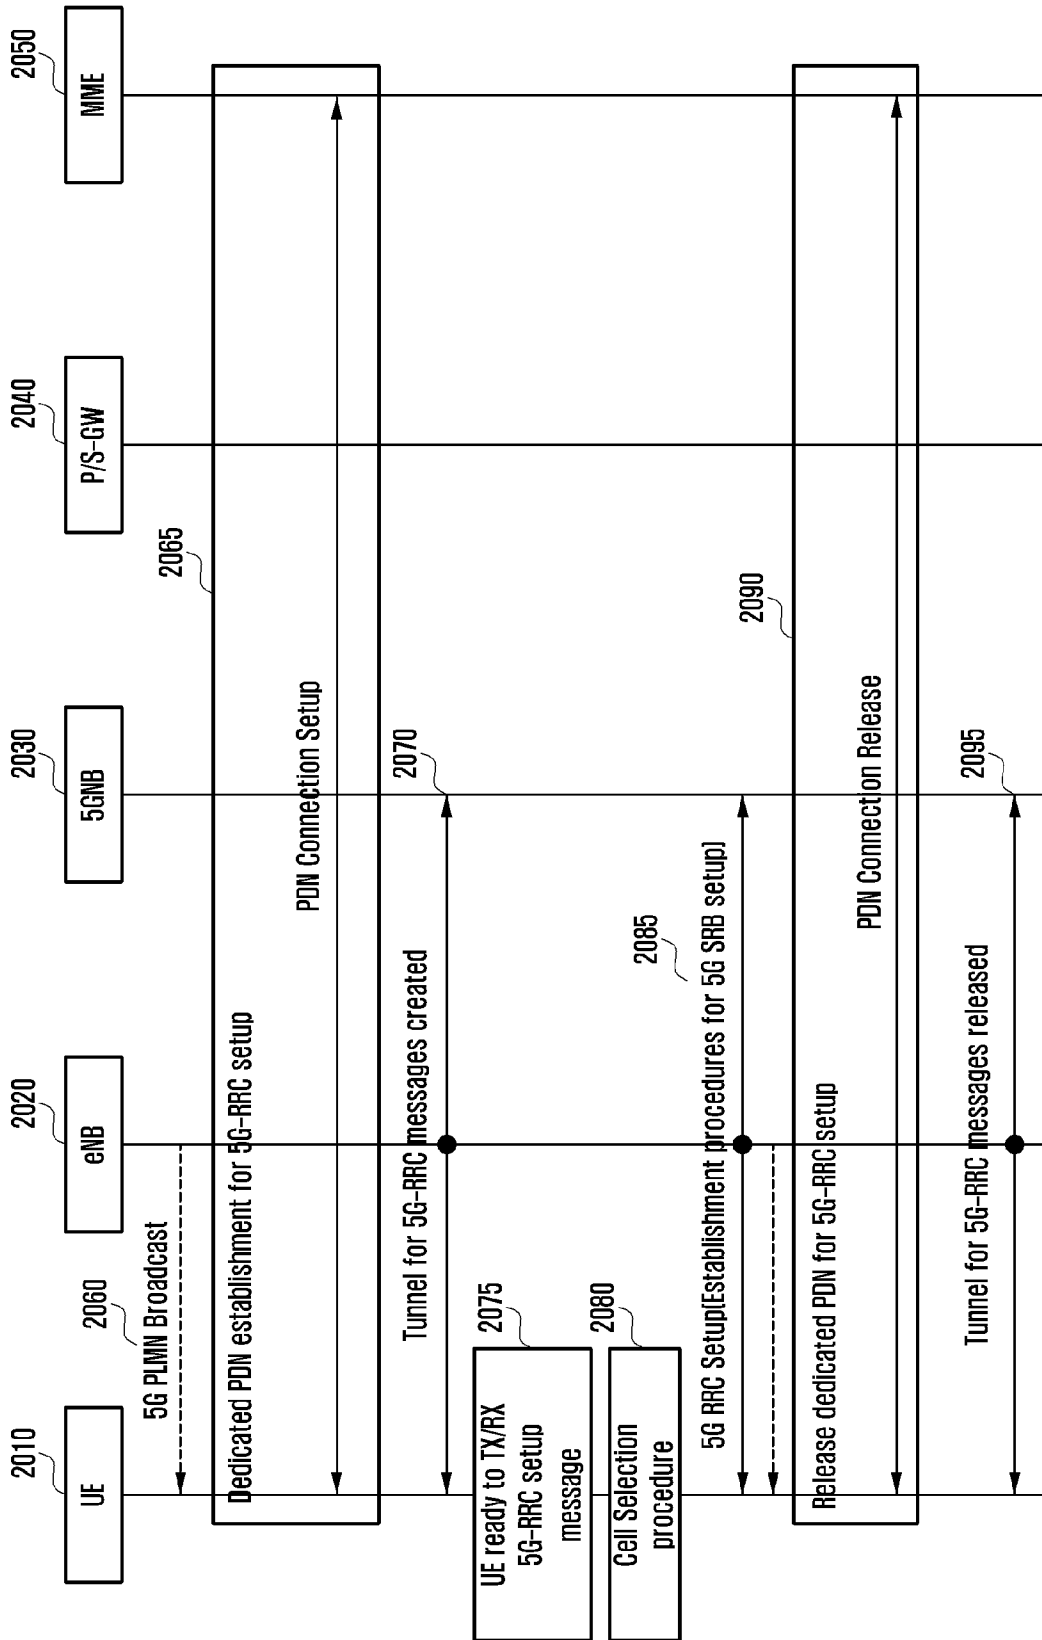 2010
UE
2020
eNB
2030
5GNB
2040
P/S-GW
2050
MME
2060
5G PLMN Broadcast
2065
Dedicated PDN establishment for 5G-RRC setup
PDN Connection Setup
2070
Tunnel for 5G-RRC messages created
2075
UE ready to TX/RX
5G-RRC setup
message
2080
Cell Selection
procedure
2085
5G RRC Setup(Establishment procedures for 5G SRB setup)
2090
Release dedicated PDN for 5G-RRC setup
PDN Connection Release
2095
Tunnel for 5G-RRC messages released